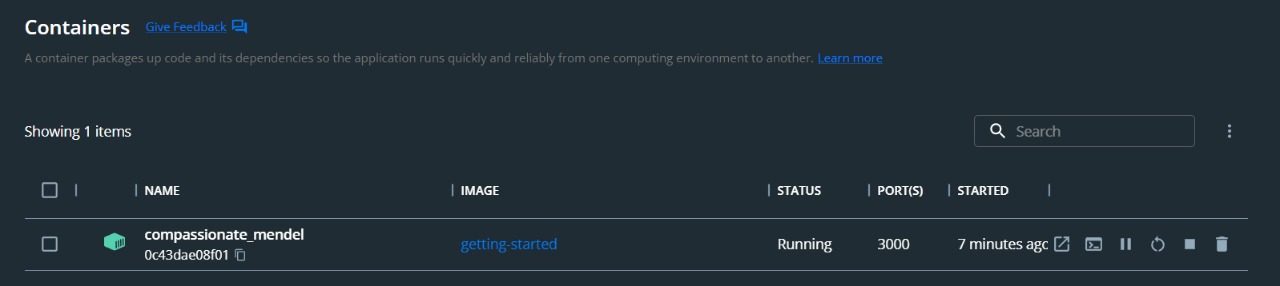 Containers Give Feedback
A container packages up code and its dependencies so the application runs quickly and reliably from one computing environment to another. Learn more
Showing 1 items
Search
NAME IMAGE STATUS PORT(S) STARTED
compassionate_mendel getting-started Running 3000 7 minutes ago
0c43dae08f01